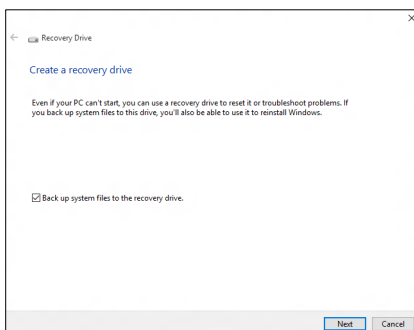 Recovery Drive
Create a recovery drive
Even if your PC can't start, you can use a recovery drive to reset it or troubleshoot problems. If
you back up system files to this drive, you'll also be able to use it to reinstall Windows.
Back up system files to the recovery drive.
Next Cancel